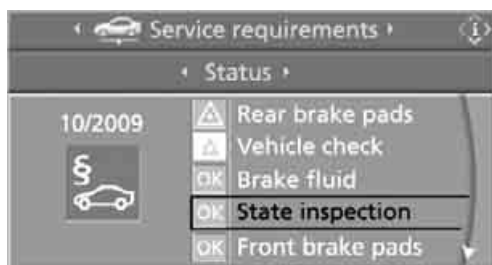 Service requirements
Status
10/2009
Rear brake pads
Vehicle check
§
OK Brake fluid
OK State inspection
OK Front brake pads